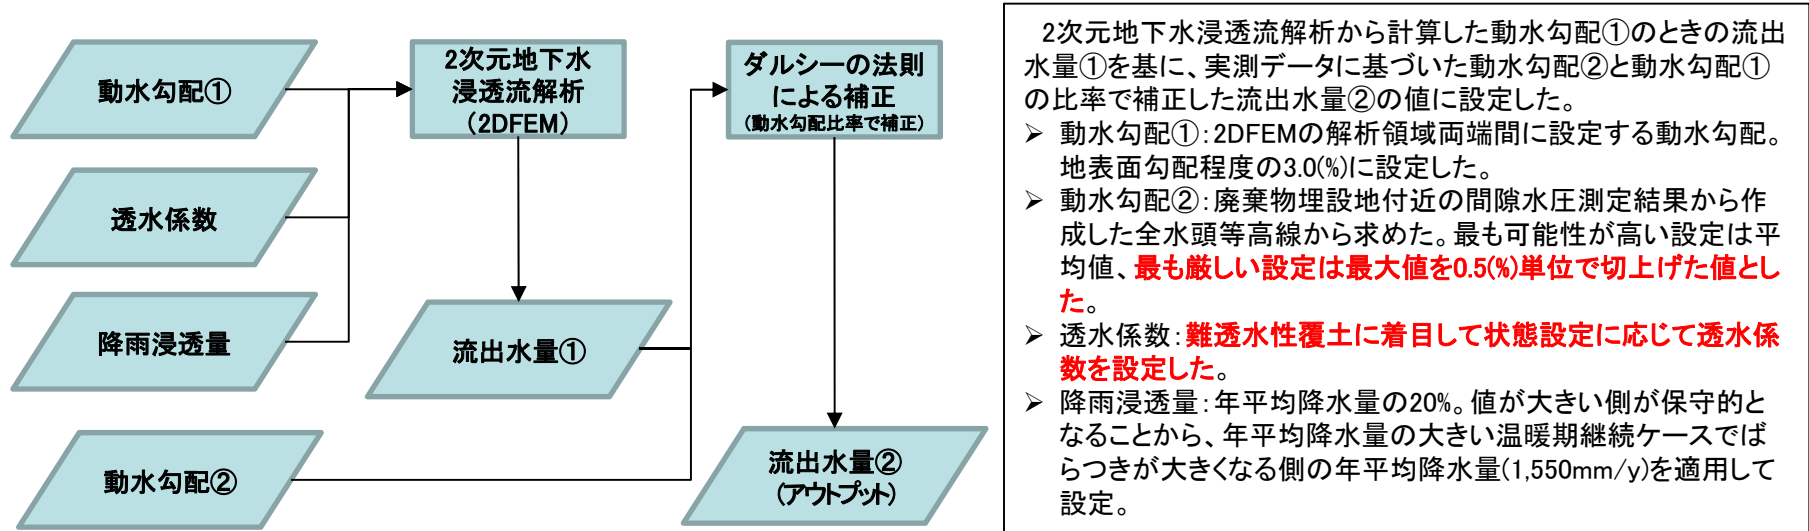 動水勾配①
透水係数
降雨浸透量
動水勾配②
2次元地下水
浸透流解析
(2DFEM)
流出水量①
ダルシーの法則
による補正
(動水勾配比率で補正)
流出水量②
(アウトプット)
2次元地下水浸透流解析から計算した動水勾配①のときの流出
水量①を基に、実測データに基づいた動水勾配②と動水勾配①
の比率で補正した流出水量②の値に設定した。
➢ 動水勾配①:2DFEMの解析領域両端間に設定する動水勾配。
地表面勾配程度の3.0(%)に設定した。
➢ 動水勾配②:廃棄物埋設地付近の間隙水圧測定結果から作
成した全水頭等高線から求めた。最も可能性が高い設定は平
均値、最も厳しい設定は最大値を0.5(%)単位で切上げた値とし
た。
➢ 透水係数:難透水性覆土に着目して状態設定に応じて透水係
数を設定した。
➢ 降雨浸透量:年平均降水量の20%。値が大きい側が保守的と
なることから、年平均降水量の大きい温暖期継続ケースでば
らつきが大きくなる側の年平均降水量(1,550mm/y)を適用して
設定。